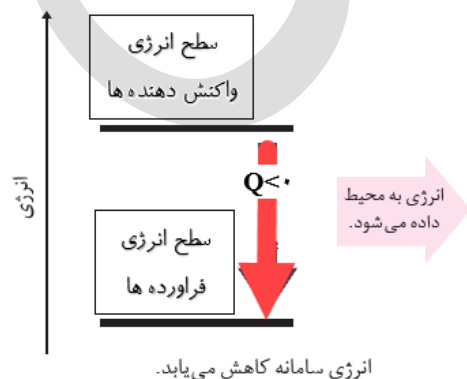 سطح انرژی
واکنش دهنده ها
Q<۰
انرژی
انرژی به محیط
داده می‌شود.
سطح انرژی
فراورده ها
انرژی سامانه کاهش می‌یابد.